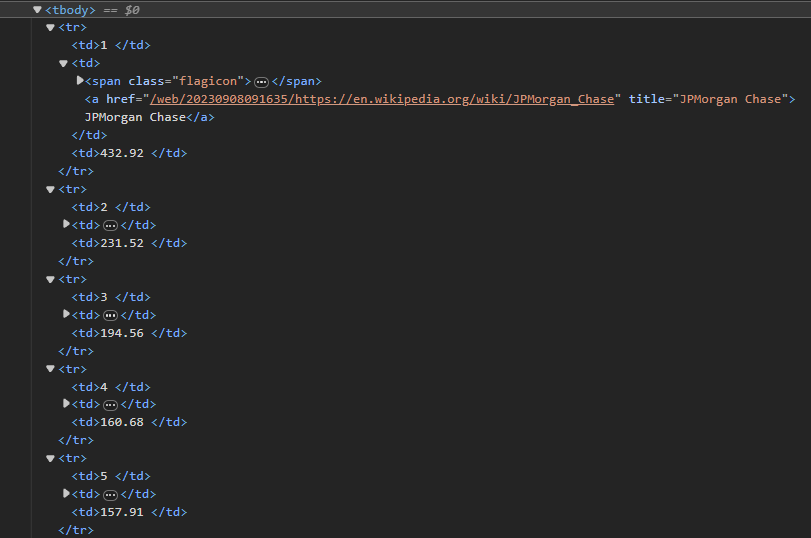 <tbody> == $0
<tr>
<td>1 </td>
<td>
<span class="flagicon">…</span>
<a href="/web/20230908091635/https://en.wikipedia.org/wiki/JPMorgan_Chase" title="JPMorgan Chase">
JPMorgan Chase</a>
</td>
<td>432.92 </td>
</tr>
<tr>
<td>2 </td>
<td>…</td>
<td>231.52 </td>
</tr>
<tr>
<td>3 </td>
<td>…</td>
<td>194.56 </td>
</tr>
<tr>
<td>4 </td>
<td>…</td>
<td>160.68 </td>
</tr>
<tr>
<td>5 </td>
<td>…</td>
<td>157.91 </td>
</tr>